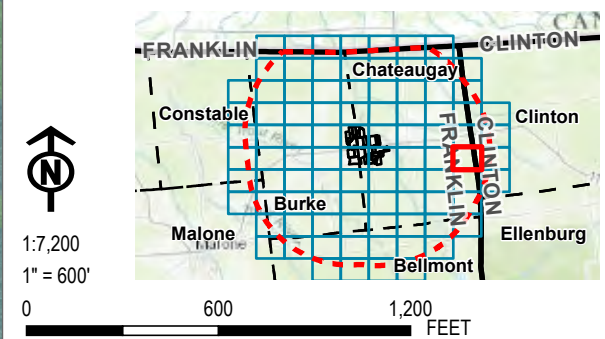 CAN
FRANKLIN
CLINTON
Chateaugay
Constable
Clinton
FRANKLIN
CLINTON
N
Burke
1:7,200
Malone
Malone
Ellenburg
1" = 600'
Bellmont
0
600
1,200
FEET